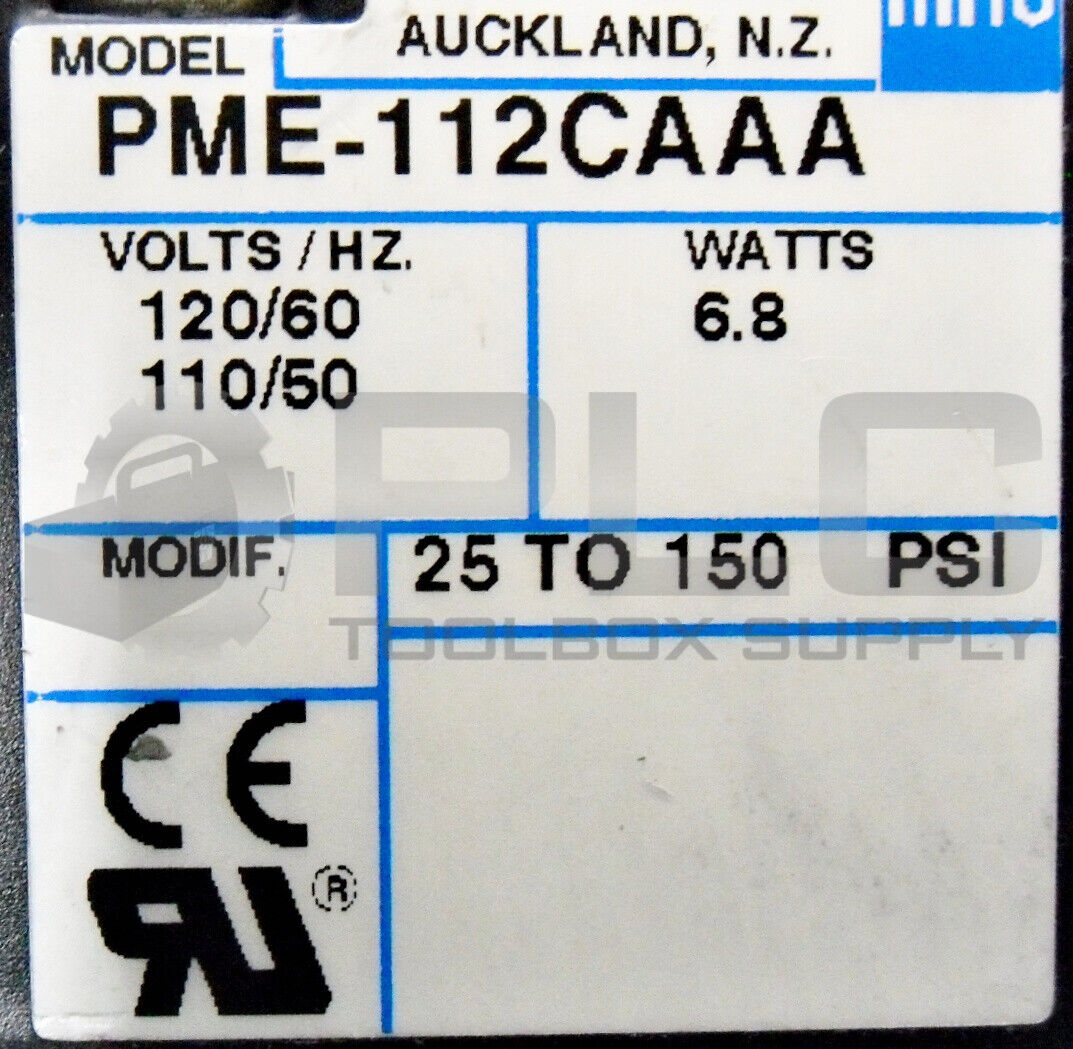 AUCKLAND, N.Z.
MODEL
PME-112CAAA
VOLTS / HZ.
120/60
110/50
WATTS
6.8
PLC
TOOLBOX SUPPLY
MODIF.
25 TO 150 PSI
CE
RU®